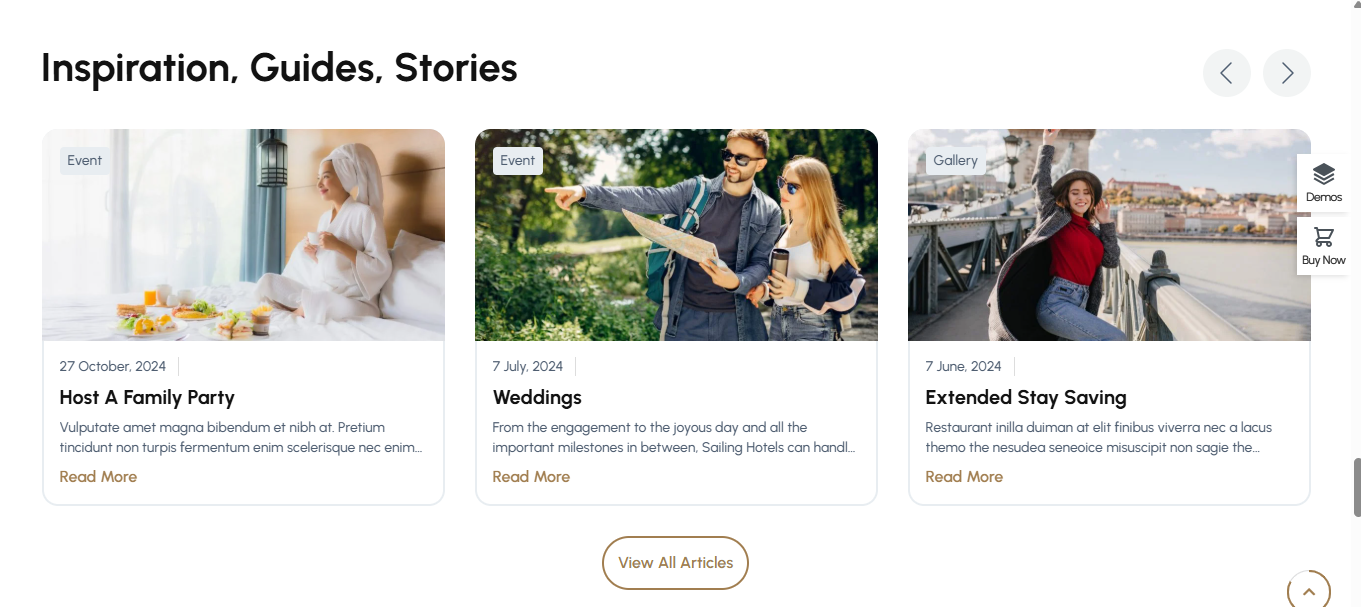 Inspiration, Guides, Stories
Event
Event
Gallery
Demos
Buy Now
27 October, 2024
Host A Family Party
Vulputate amet magna bibendum et nibh at. Pretium
tincidunt non turpis fermentum enim scelerisque nec enim...
Read More
7 July, 2024
Weddings
From the engagement to the joyous day and all the
important milestones in between, Sailing Hotels can handl...
Read More
7 June, 2024
Extended Stay Saving
Restaurant inilla duiman at elit finibus viverra nec a lacus
themo the nesudea seneoice misuscipit non sagie the...
Read More
View All Articles